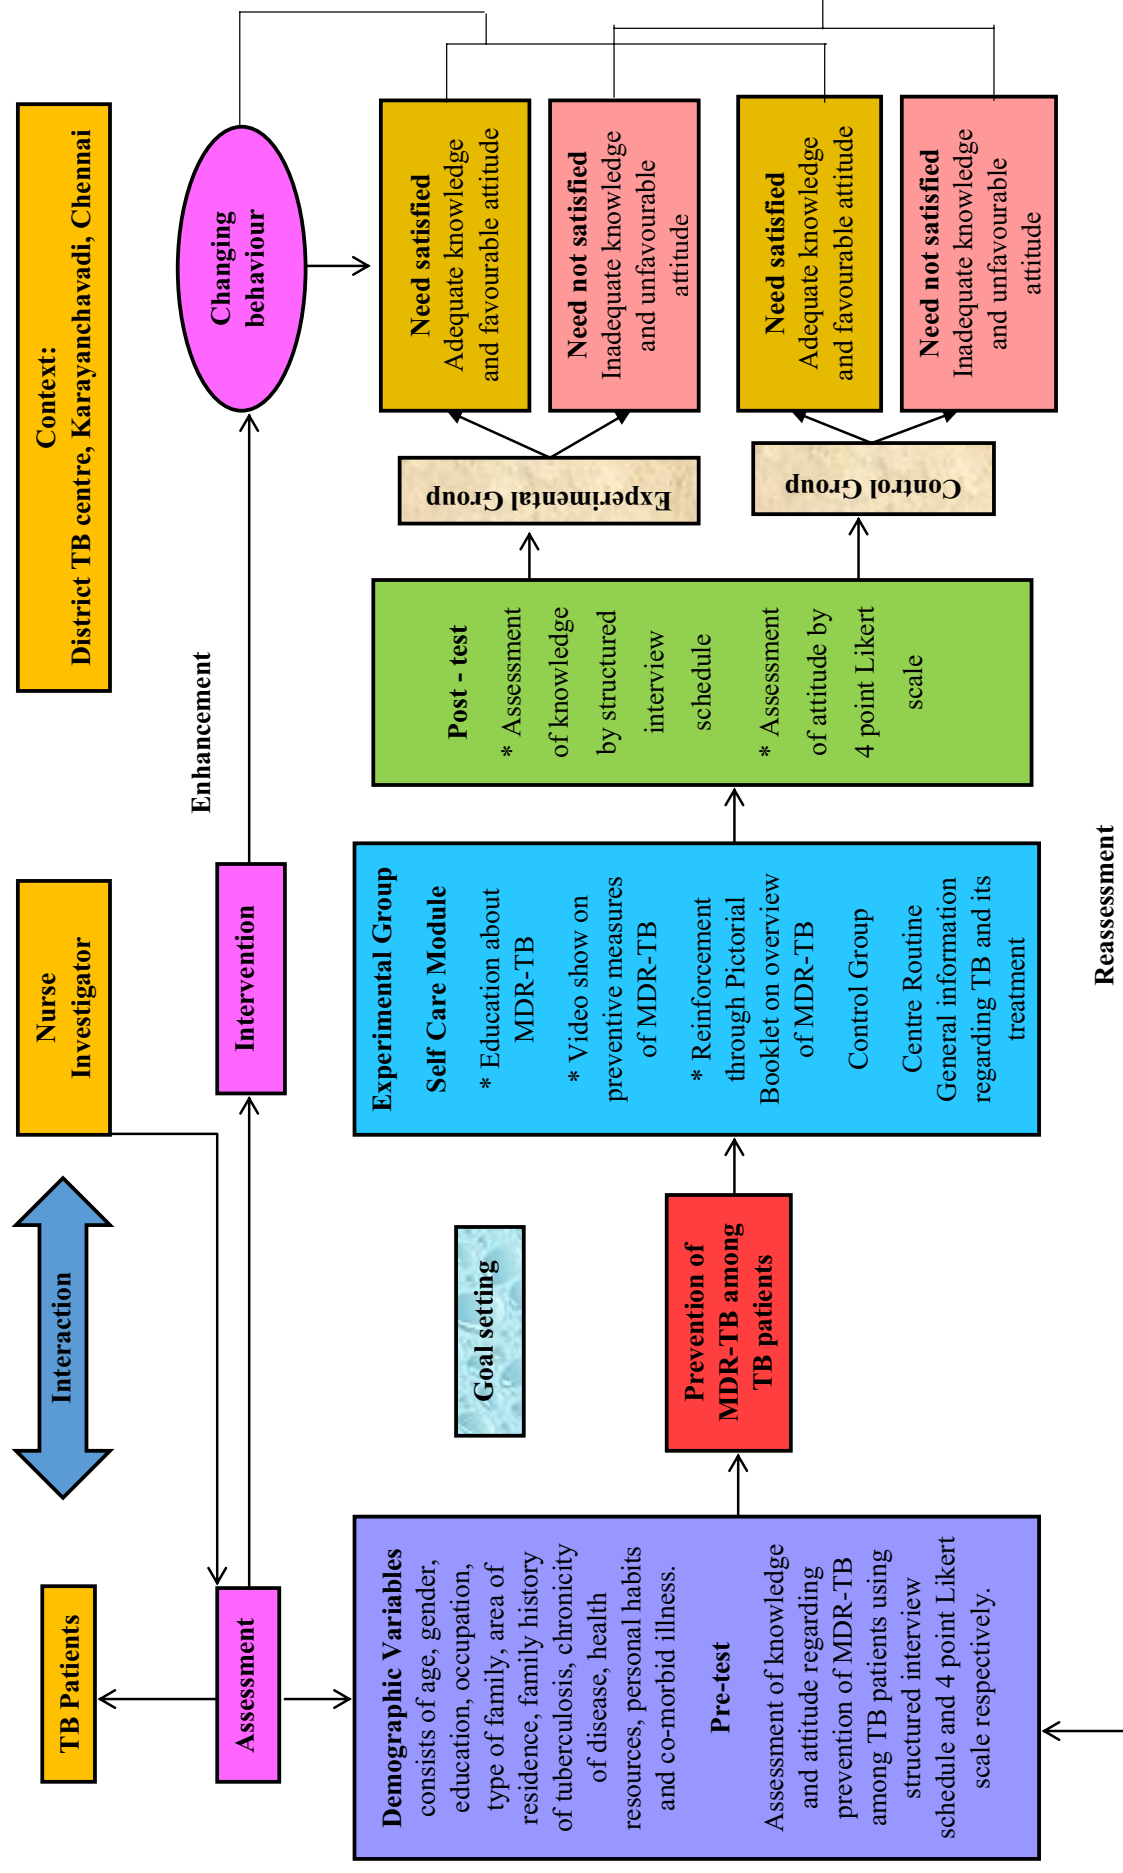 TB Patients
Interaction
Nurse
Investigator
Context:
District TB centre, Karayanchavadi, Chennai
Assessment
Intervention
Enhancement
Changing
behaviour
Demographic Variables
consists of age, gender,
education, occupation,
type of family, area of
residence, family history
of tuberculosis, chronicity
of disease, health
resources, personal habits
and co-morbid illness.
Pre-test
Assessment of knowledge
and attitude regarding
prevention of MDR-TB
among TB patients using
structured interview
schedule and 4 point Likert
scale respectively.
Goal setting
Prevention of
MDR-TB among
TB patients
Experimental Group
Self Care Module
* Education about
MDR-TB
* Video show on
preventive measures
of MDR-TB
* Reinforcement
through Pictorial
Booklet on overview
of MDR-TB
Control Group
Centre Routine
General information
regarding TB and its
treatment
Post - test
* Assessment
of knowledge
by structured
interview
schedule
* Assessment
of attitude by
4 point Likert
scale
Experimental Group
Control Group
Need satisfied
Adequate knowledge
and favourable attitude
Need not satisfied
Inadequate knowledge
and unfavourable
attitude
Need satisfied
Adequate knowledge
and favourable attitude
Need not satisfied
Inadequate knowledge
and unfavourable
attitude
Reassessment